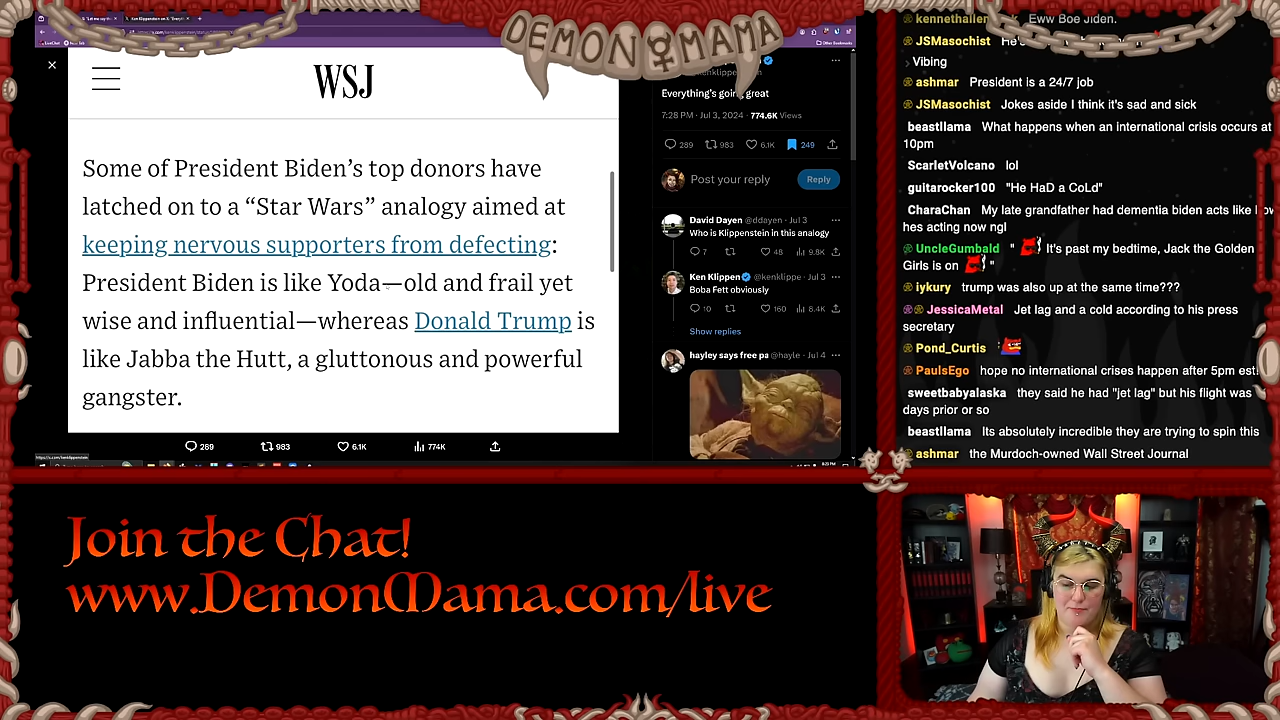 DEMON MAMA
WSJ
Some of President Biden's top donors have
latched on to a “Star Wars” analogy aimed at
keeping nervous supporters from defecting:
President Biden is like Yoda—old and frail yet
wise and influential—whereas Donald Trump is
like Jabba the Hutt, a gluttonous and powerful
gangster.
289 983 6.1K 774K
Everything's going great
7:28 PM · Jul 3, 2024 · 774.6K Views
289 983 6.1K 249
Post your reply Reply
David Dayen @ddayen · Jul 3
Who is Klippenstein in this analogy
7 48 9.8K
Ken Klippen @kenklippe · Jul 3
Boba Fett obviously
10 160 8.4K
Show replies
hayley says free pa @hayle · Jul 4
Eww Boe Jiden.
JSMasochist
Vibing
ashmar President is a 24/7 job
JSMasochist Jokes aside I think it's sad and sick
beastllama What happens when an international crisis occurs at
10pm
ScarletVolcano lol
guitarocker100 "He HaD a CoLd"
CharaChan My late grandfather had dementia biden acts like
hes acting now ngl
UncleGumbald " It's past my bedtime, Jack the Golden
Girls is on "
iykury trump was also up at the same time???
JessicaMetal Jet lag and a cold according to his press
secretary
Pond_Curtis
PaulsEgo hope no international crises happen after 5pm est!
sweetbabyalaska they said he had "jet lag" but his flight was
days prior or so
beastllama Its absolutely incredible they are trying to spin this
ashmar the Murdoch-owned Wall Street Journal
Join the Chat!
www.DemonMama.com/live